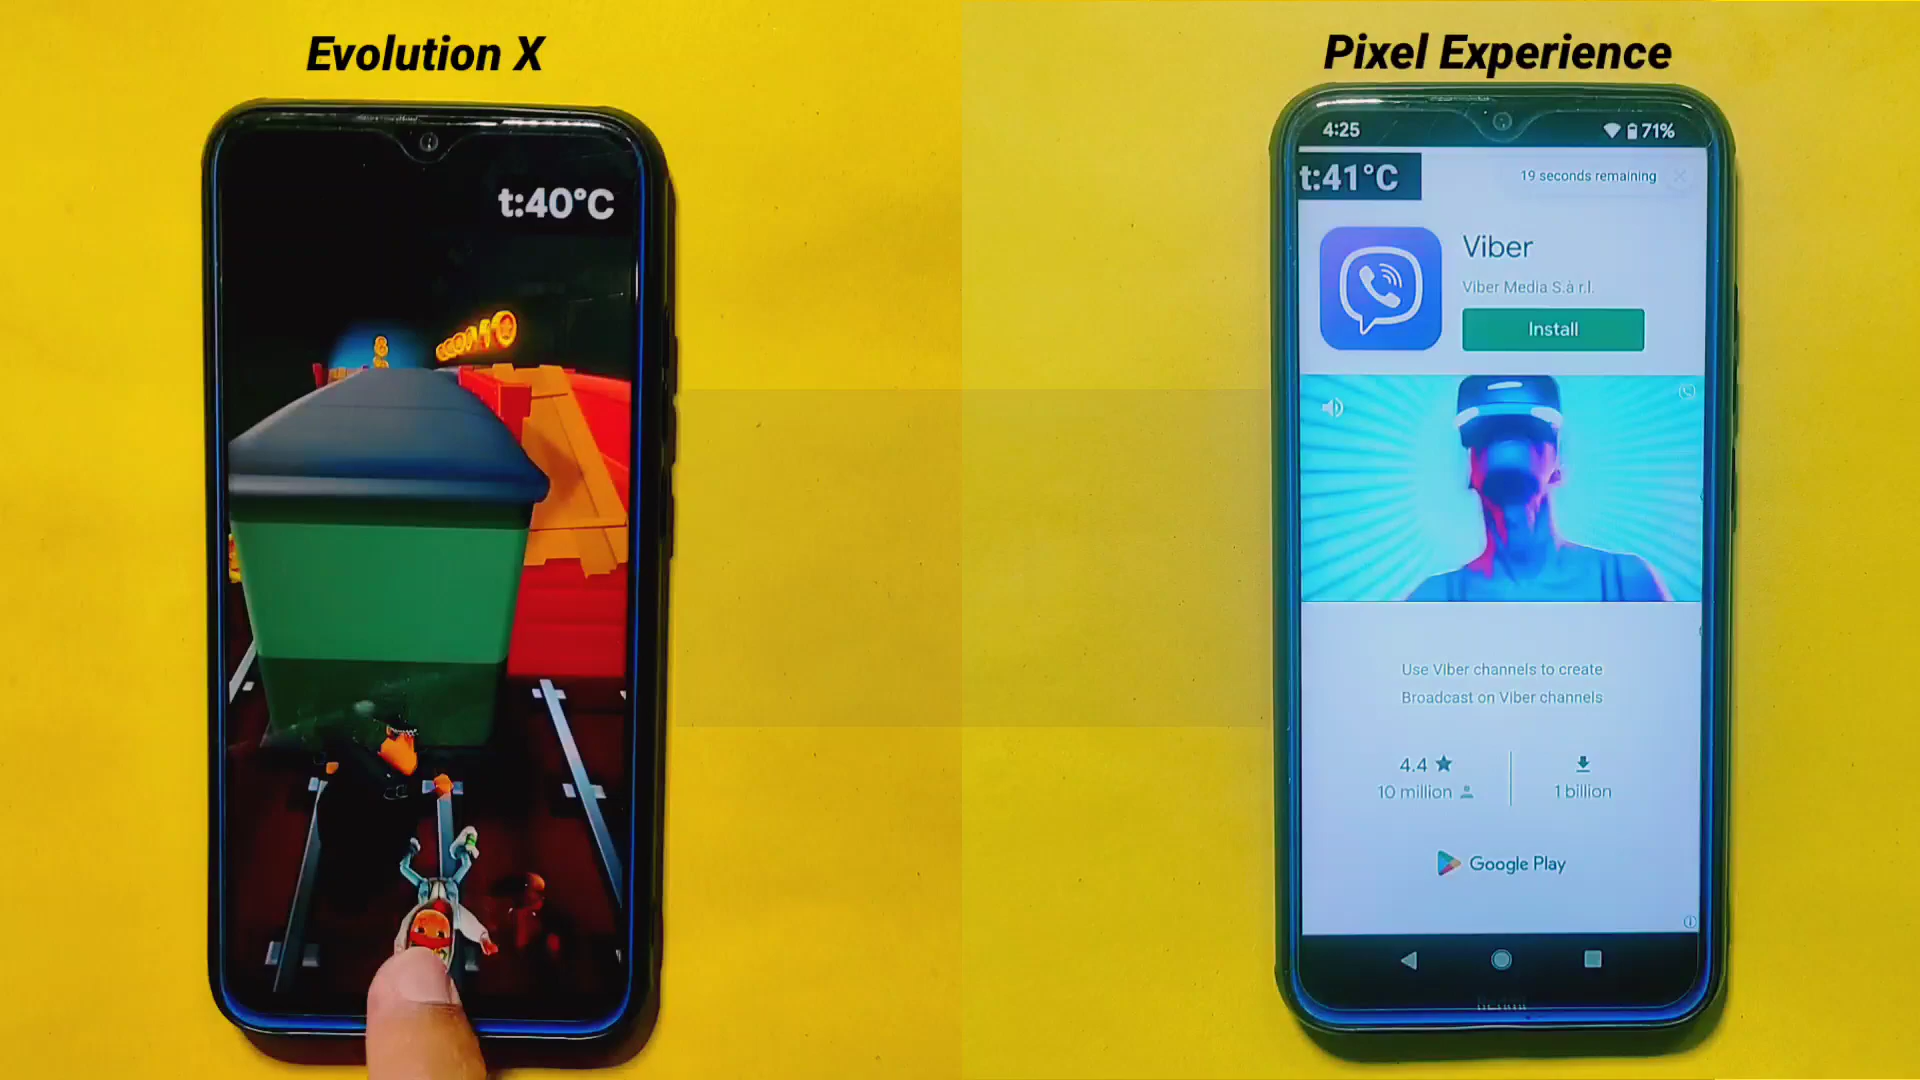 Evolution X
Pixel Experience
t:40°C
4:25
71%
t:41°C
19 seconds remaining
Viber
Viber Media S.à r.l.
Install
Use Viber channels to create
Broadcast on Viber channels
4.4
10 million
1 billion
Google Play